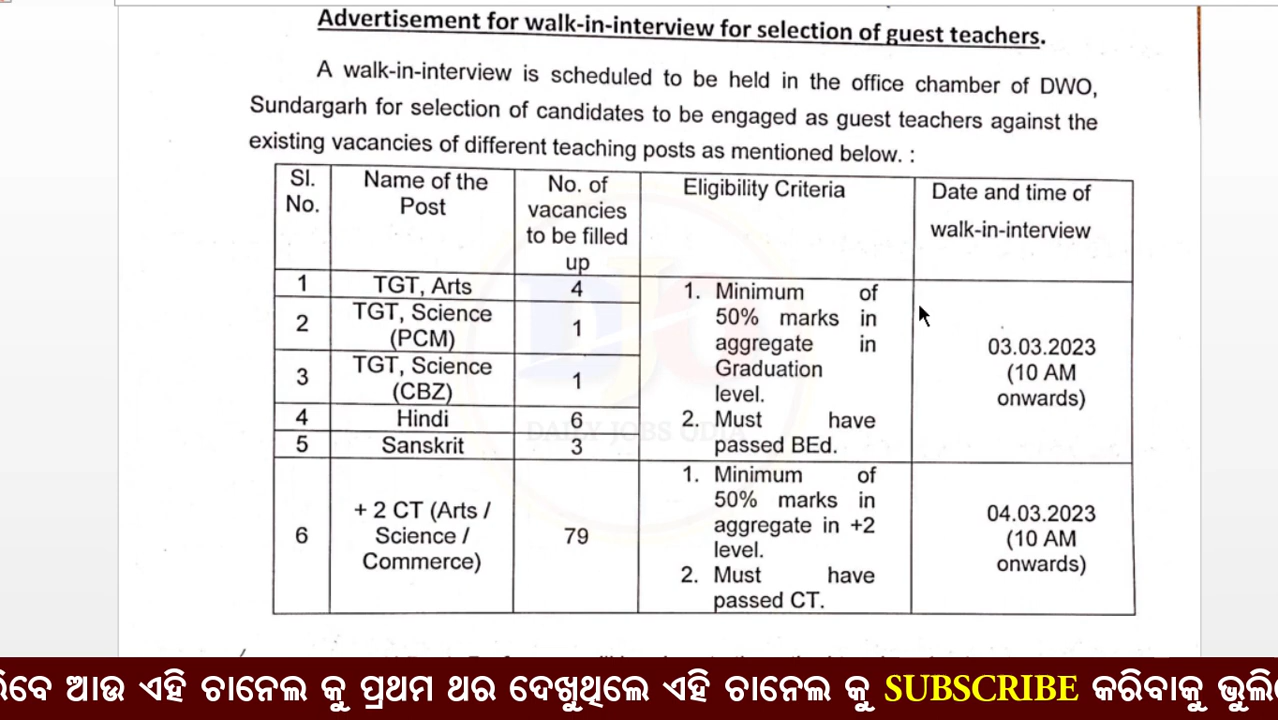 Advertisement for walk-in-interview for selection of guest teachers.
A walk-in-interview is scheduled to be held in the office chamber of DWO,
Sundargarh for selection of candidates to be engaged as guest teachers against the
existing vacancies of different teaching posts as mentioned below. :
Sl. No. Name of the Post No. of vacancies to be filled up Eligibility Criteria Date and time of walk-in-interview
1 TGT, Arts 4
2 TGT, Science (PCM) 1
3 TGT, Science (CBZ) 1
4 Hindi 6
5 Sanskrit 3
1. Minimum of
50% marks in
aggregate in
Graduation
level.
2. Must have
passed BEd.
03.03.2023
(10 AM
onwards)
6 + 2 CT (Arts / Science / Commerce) 79
1. Minimum of
50% marks in
aggregate in +2
level.
2. Must have
passed CT.
04.03.2023
(10 AM
onwards)
DAILY JOBS ODIA
ରିବେ ଆଉ ଏହି ଚାନେଲ କୁ ପ୍ରଥମ ଥର ଦେଖୁଥିଲେ ଏହି ଚାନେଲ କୁ SUBSCRIBE କରିବାକୁ ଭୁଲି